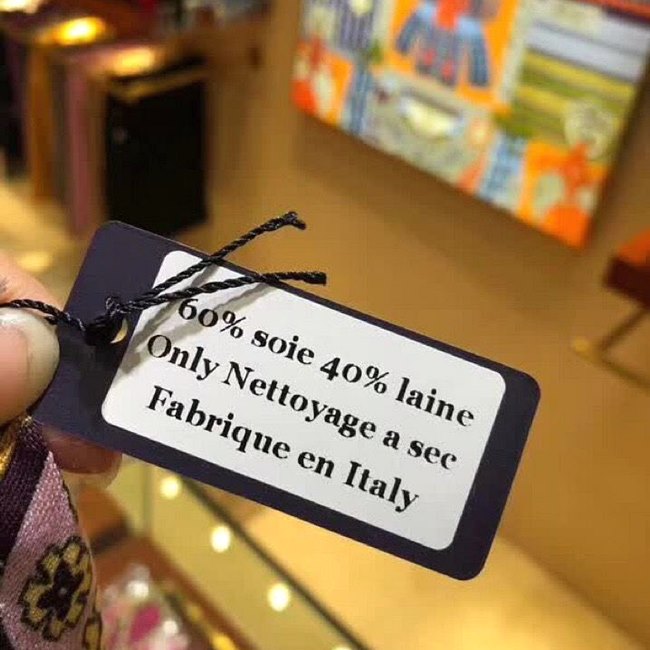 60% soie 40% laine
Only Nettoyage a sec
Fabrique en Italy